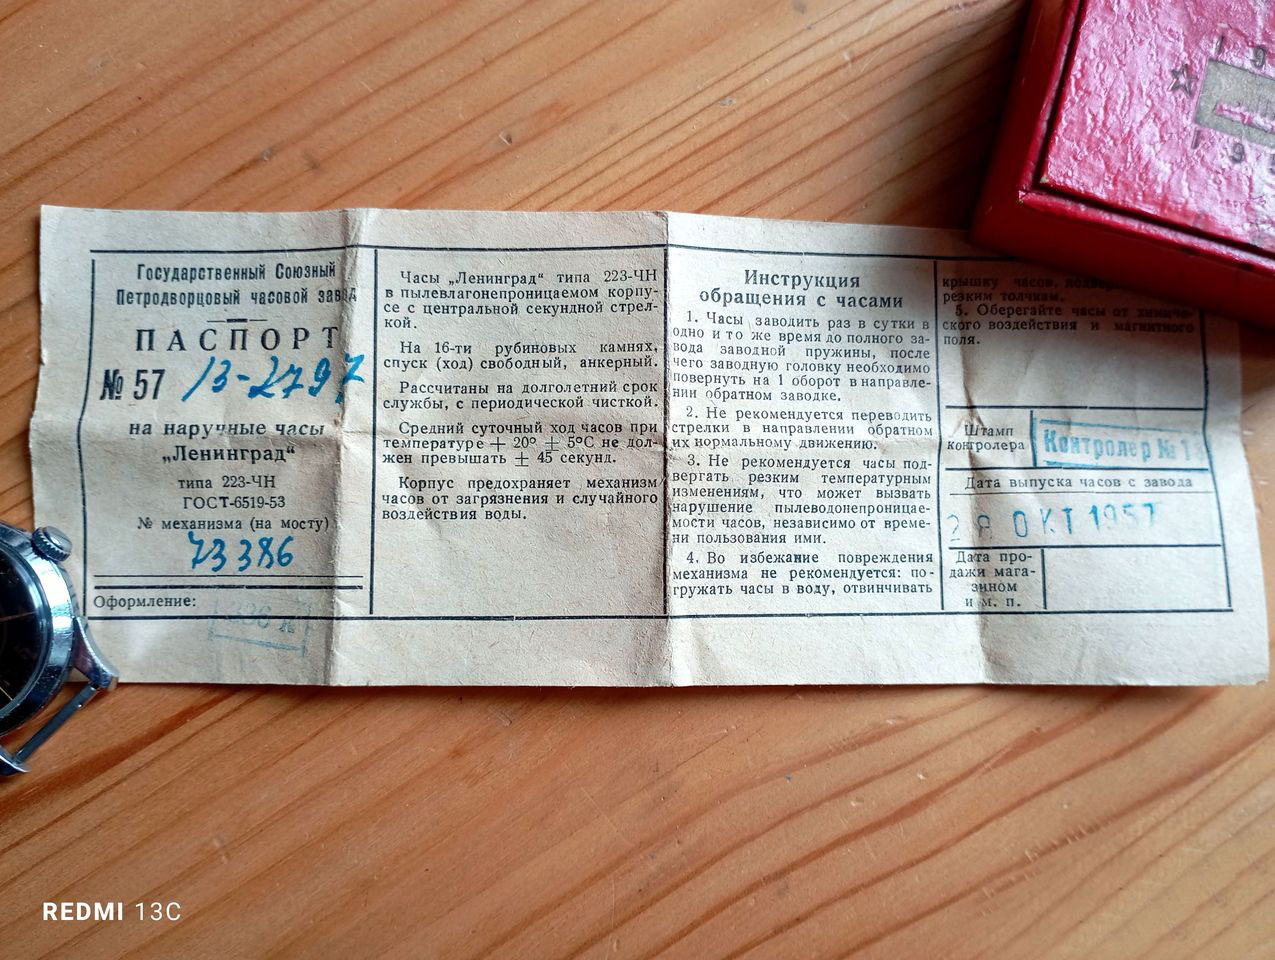 Государственный Союзный
Петродворцовый часовой завод
ПАСПОРТ
№ 57 13-2797
на наручные часы
„Ленинград“
типа 223-ЧН
ГОСТ-6519-53
№ механизма (на мосту)
73386
Оформление:
Часы „Ленинград“ типа 223-ЧН
в пылевлагонепроницаемом корпу-
се с центральной секундной стрел-
кой.
На 16-ти рубиновых камнях,
спуск (ход) свободный, анкерный.
Рассчитаны на долголетний срок
службы, с периодической чисткой.
Средний суточный ход часов при
температуре + 20° ± 5°С не дол-
жен превышать ± 45 секунд.
Корпус предохраняет механизм
часов от загрязнения и случайного
воздействия воды.
Инструкция
обращения с часами
1. Часы заводить раз в сутки в
одно и то же время до полного за-
вода заводной пружины, после
чего заводную головку необходимо
повернуть на 1 оборот в направле-
нии обратном заводке.
2. Не рекомендуется переводить
стрелки в направлении обратном
их нормальному движению.
3. Не рекомендуется часы под-
вергать резким температурным
изменениям, что может вызвать
нарушение пылеводонепроницае-
мости часов, независимо от време-
ни пользования ими.
4. Во избежание повреждения
механизма не рекомендуется: по-
гружать часы в воду, отвинчивать
крышку часов,
резким толчкам.
5. Оберегайте часы от химиче-
ского воздействия и магнитного
поля.
Штамп
контролера
Контролер № 13
Дата выпуска часов с завода
28 ОКТ 1957
Дата про-
дажи мага-
зином
и м. п.
REDMI 13C